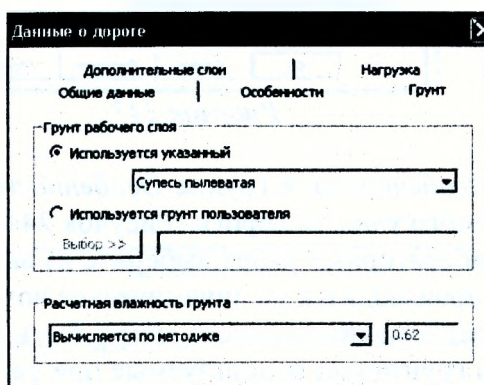 Данные о дороге
Дополнительные слои | Нагрузка
Общие данные | Особенности Грунт
Грунт рабочего слоя
Используется указанный
Супесь пылеватая
Используется грунт пользователя
Выбор >>
Расчетная влажность грунта
Вычисляется по методике 0.62